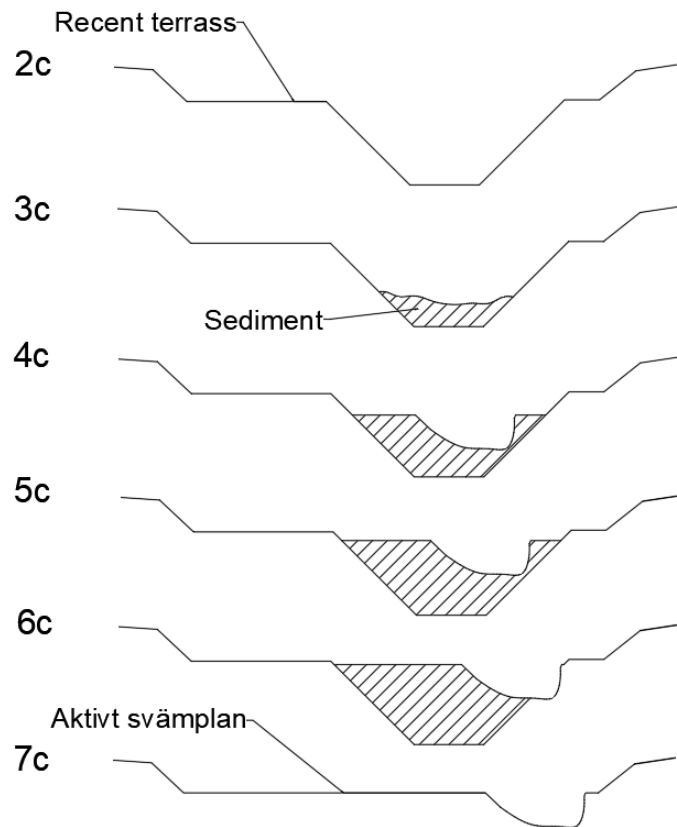 Recent terrass
2c
3c
Sediment
4c
5c
6c
Aktivt svämplan
7c